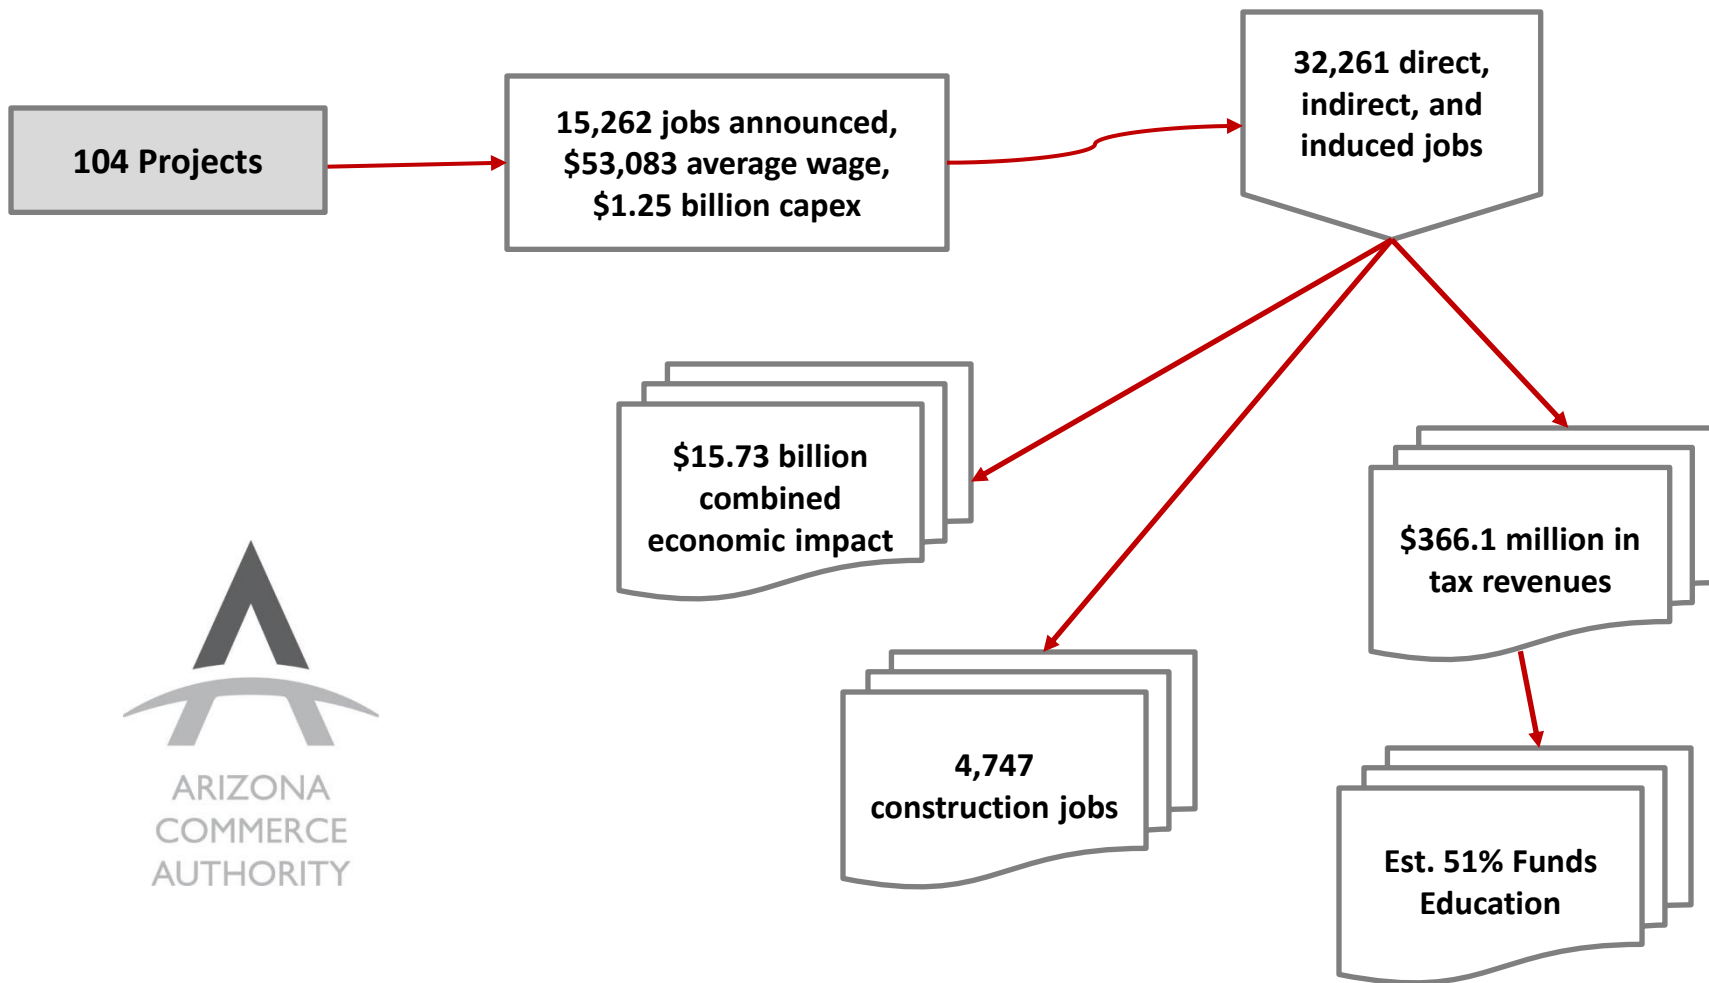 104 Projects
15,262 jobs announced,
$53,083 average wage,
$1.25 billion capex
32,261 direct,
indirect, and
induced jobs
$15.73 billion
combined
economic impact
4,747
construction jobs
$366.1 million in
tax revenues
Est. 51% Funds
Education
ARIZONA
COMMERCE
AUTHORITY